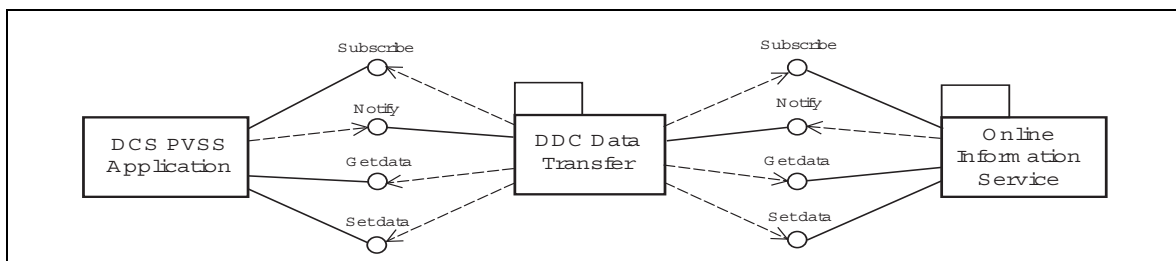 Subscribe
Subscribe
Notify
Notify
DCS PVSS
Application
DDC Data
Transfer
Online
Information
Service
Getdata
Getdata
Setdata
Setdata